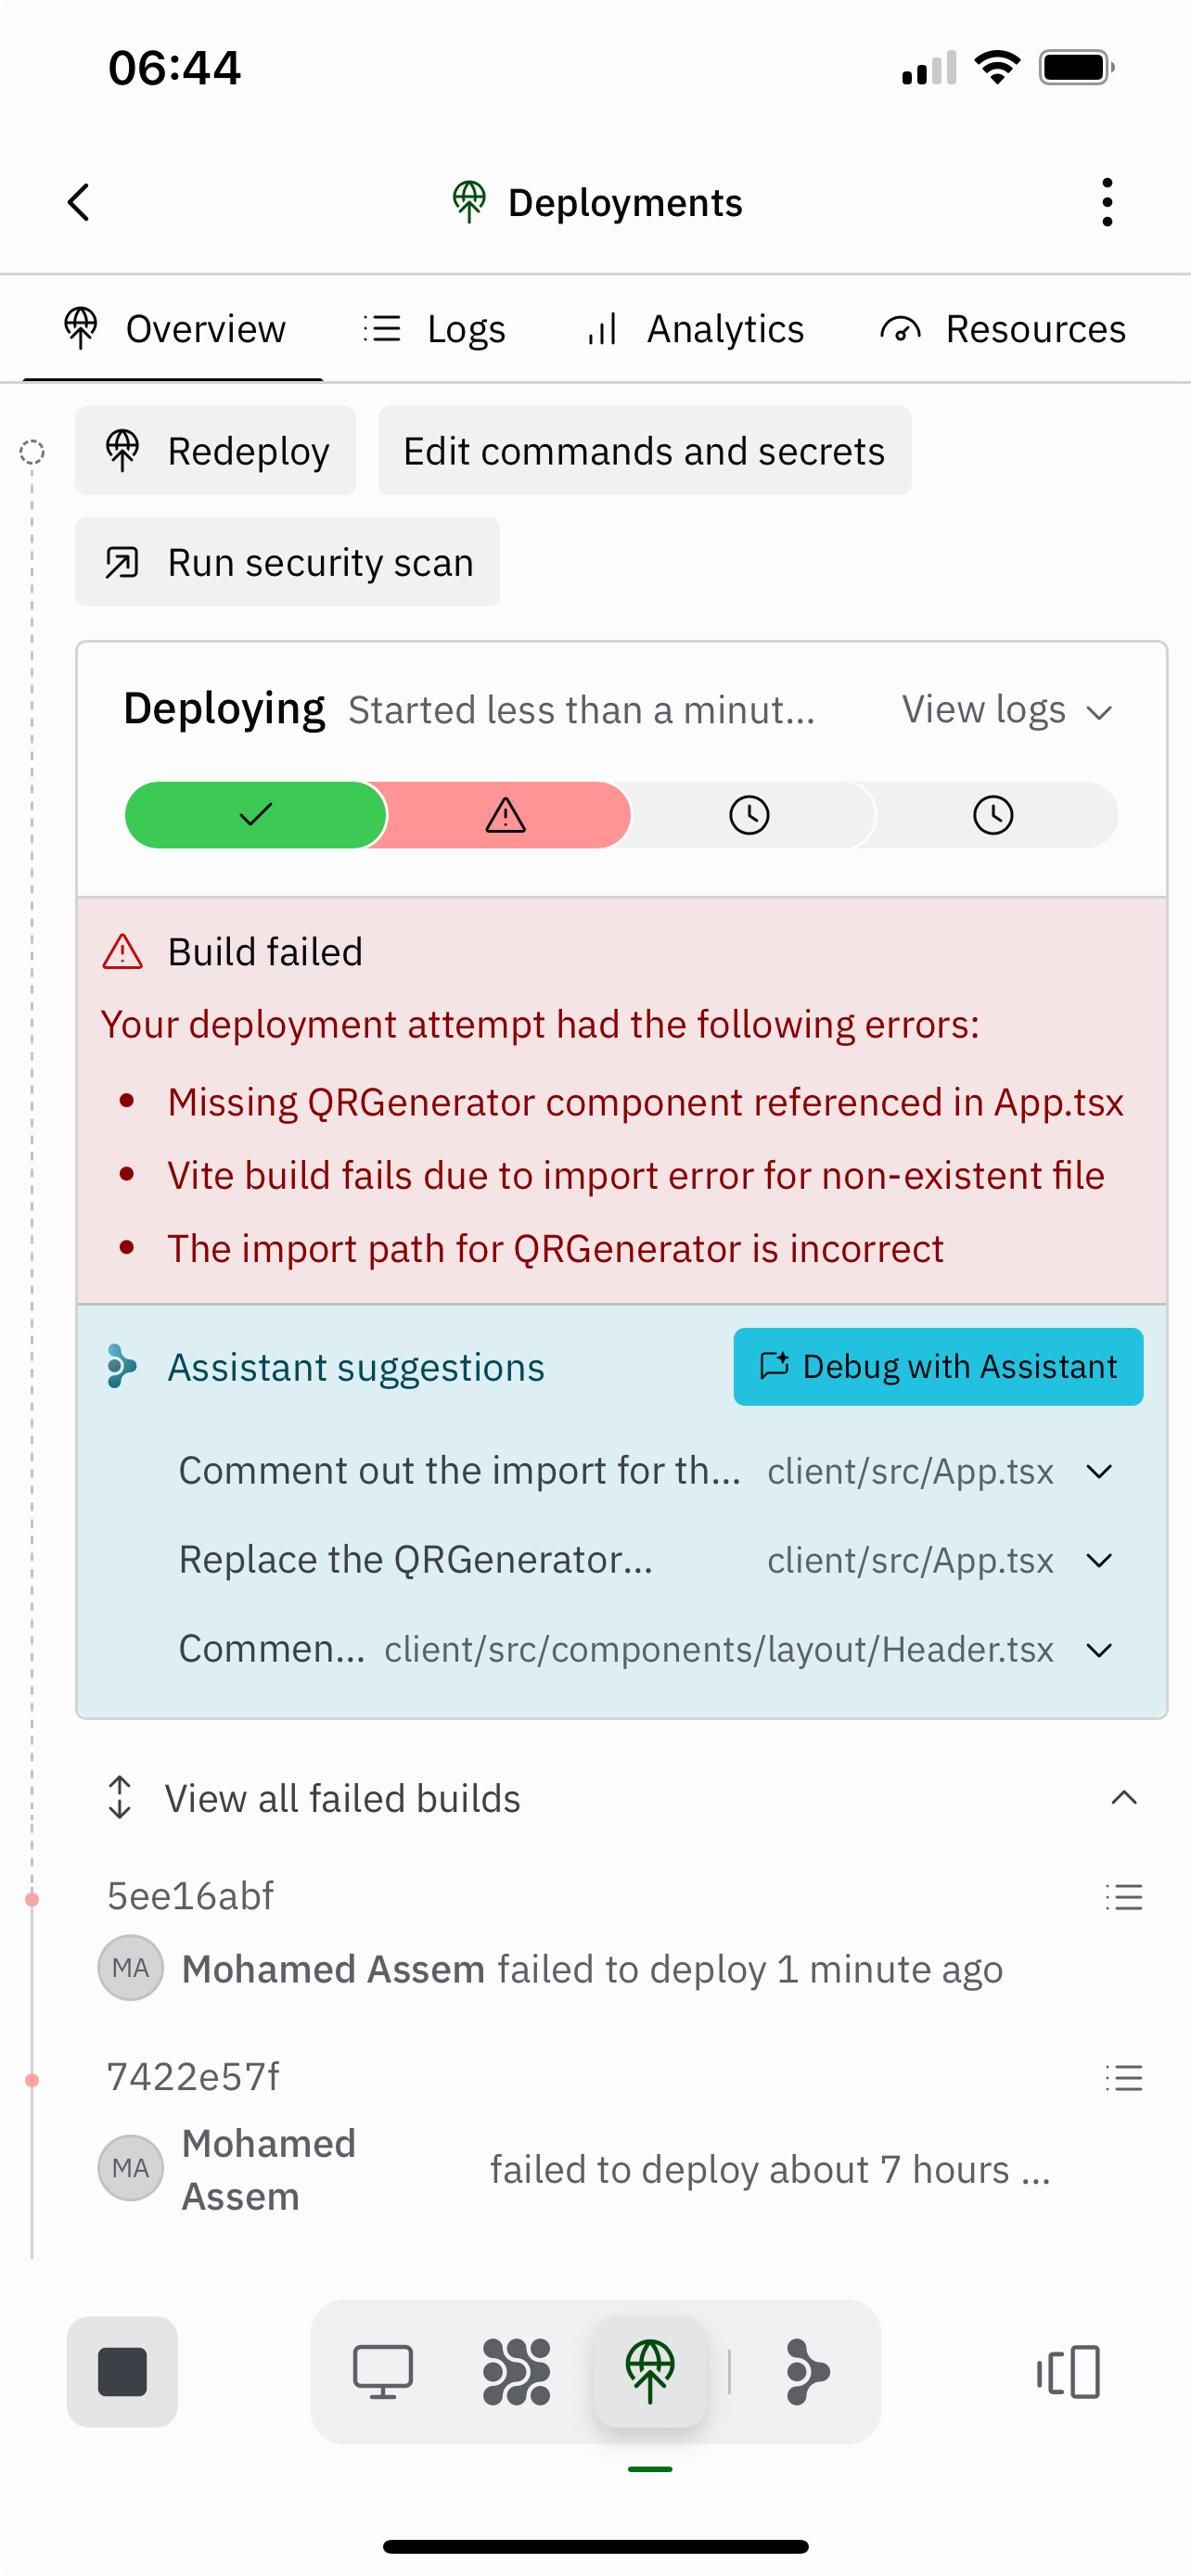 06:44
Deployments
Overview Logs Analytics Resources
Redeploy Edit commands and secrets
Run security scan
Deploying Started less than a minut... View logs
Build failed
Your deployment attempt had the following errors:
• Missing QRGenerator component referenced in App.tsx
• Vite build fails due to import error for non-existent file
• The import path for QRGenerator is incorrect
Assistant suggestions Debug with Assistant
Comment out the import for th... client/src/App.tsx
Replace the QRGenerator... client/src/App.tsx
Commen... client/src/components/layout/Header.tsx
View all failed builds
5ee16abf
MA Mohamed Assem failed to deploy 1 minute ago
7422e57f
MA Mohamed Assem failed to deploy about 7 hours ...